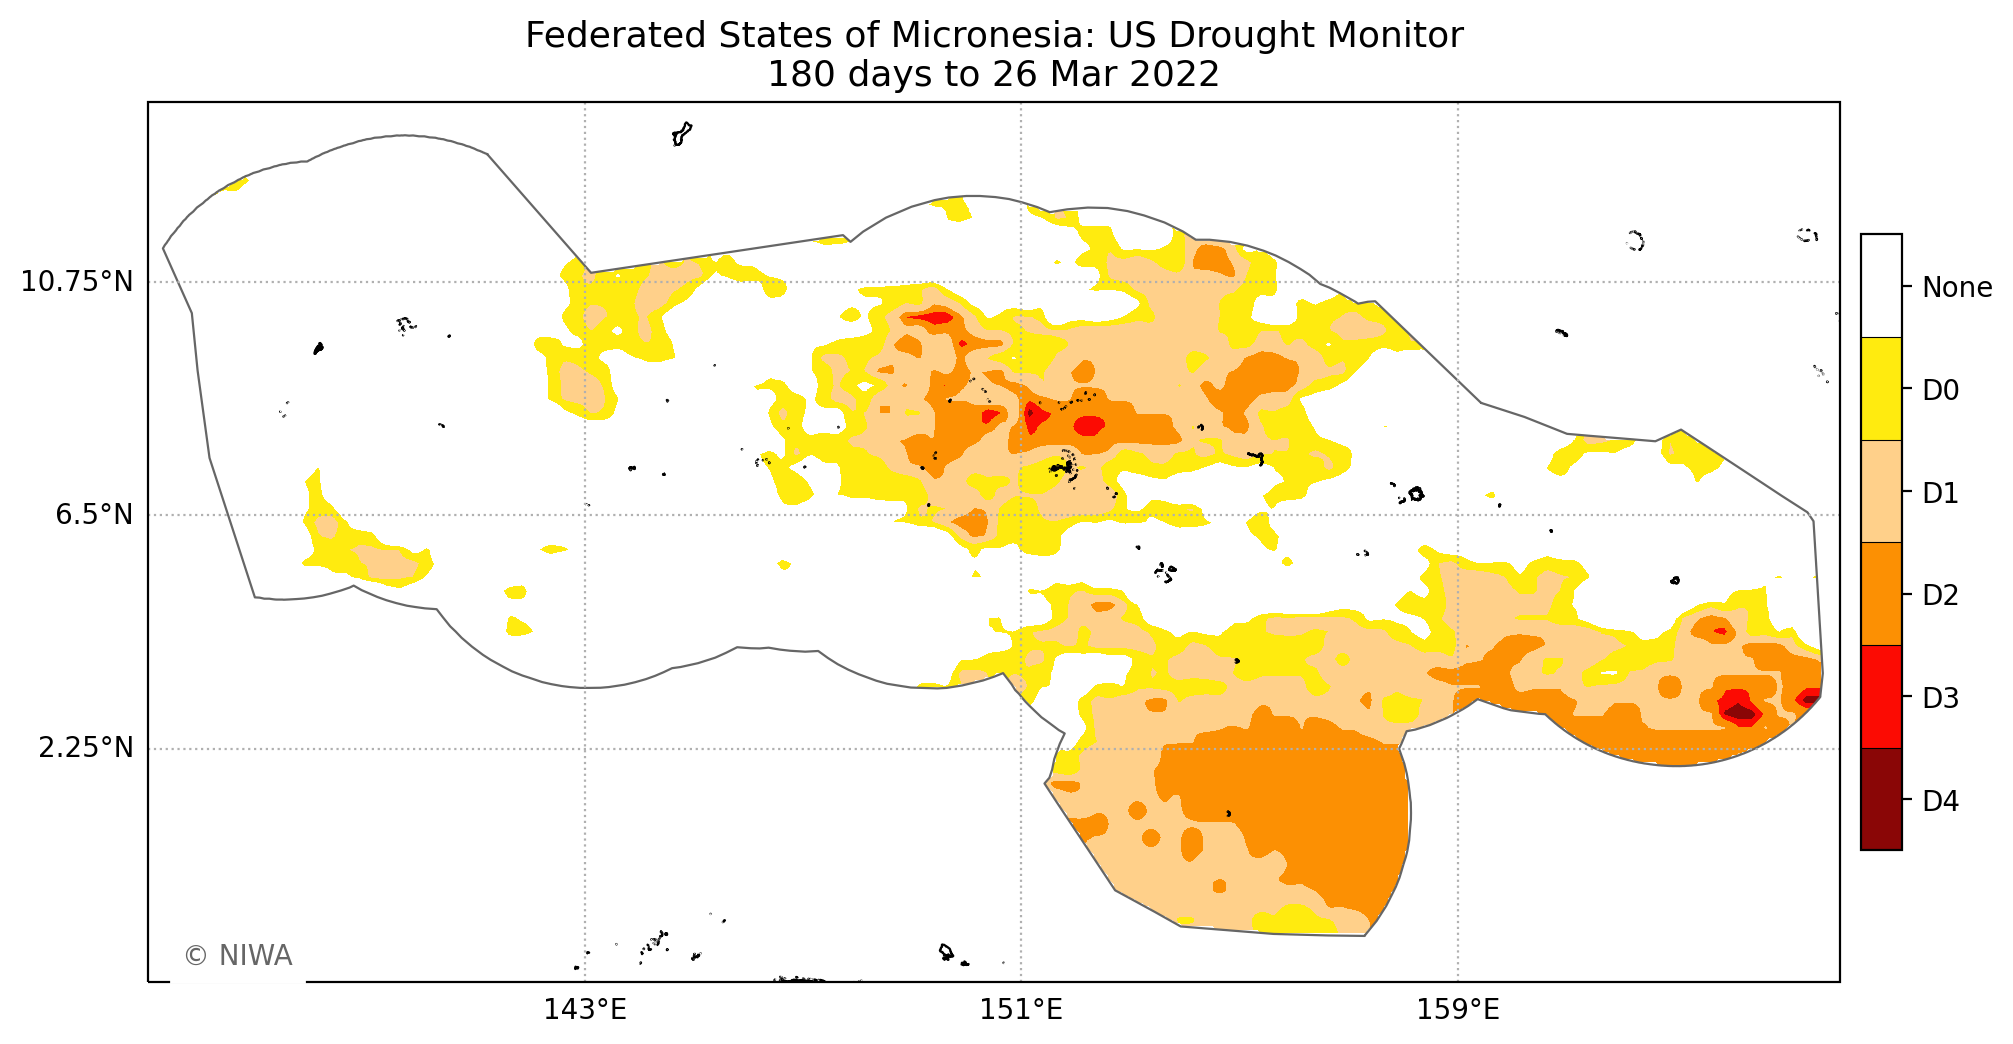 Federated States of Micronesia: US Drought Monitor
180 days to 26 Mar 2022
10.75°N
6.5°N
2.25°N
143°E
151°E
159°E
None
D0
D1
D2
D3
D4
© NIWA